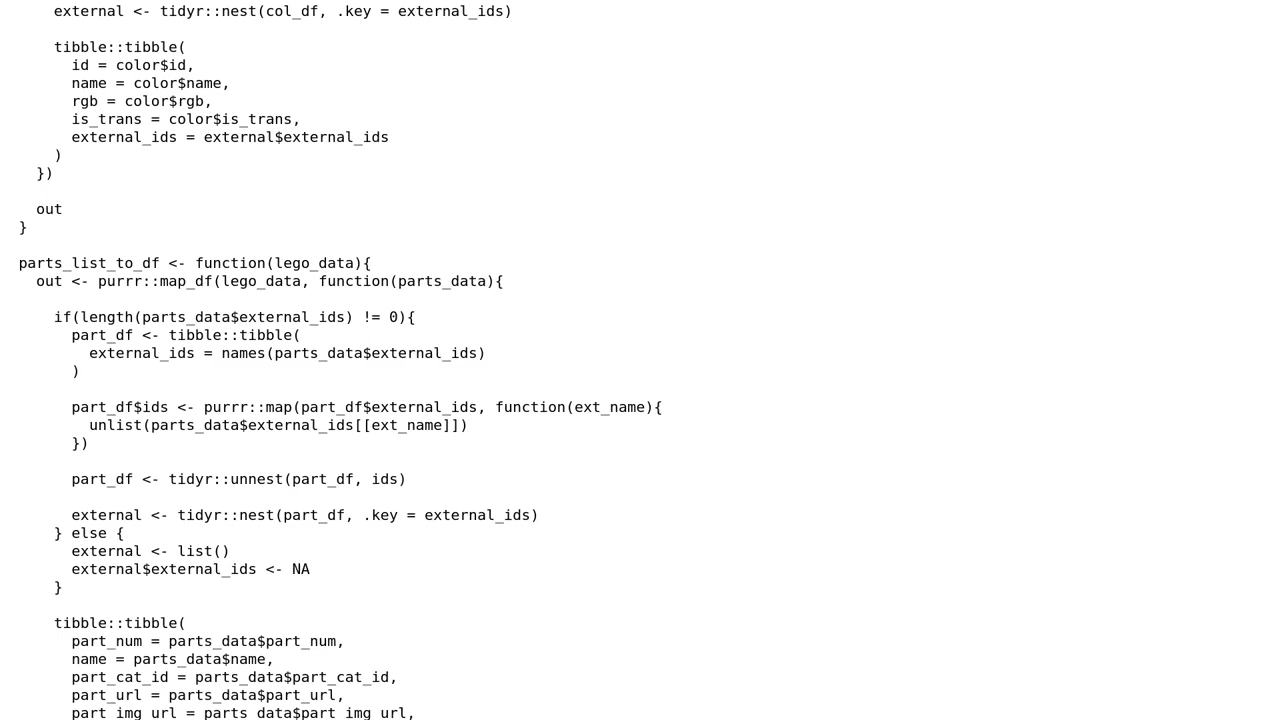 external <- tidyr::nest(col_df, .key = external_ids)

    tibble::tibble(
      id = color$id,
      name = color$name,
      rgb = color$rgb,
      is_trans = color$is_trans,
      external_ids = external$external_ids
    )
  })

  out
}

parts_list_to_df <- function(lego_data){
  out <- purrr::map_df(lego_data, function(parts_data){

    if(length(parts_data$external_ids) != 0){
      part_df <- tibble::tibble(
        external_ids = names(parts_data$external_ids)
      )

      part_df$ids <- purrr::map(part_df$external_ids, function(ext_name){
        unlist(parts_data$external_ids[[ext_name]])
      })

      part_df <- tidyr::unnest(part_df, ids)

      external <- tidyr::nest(part_df, .key = external_ids)
    } else {
      external <- list()
      external$external_ids <- NA
    }

    tibble::tibble(
      part_num = parts_data$part_num,
      name = parts_data$name,
      part_cat_id = parts_data$part_cat_id,
      part_url = parts_data$part_url,
      part_img_url = parts_data$part_img_url,